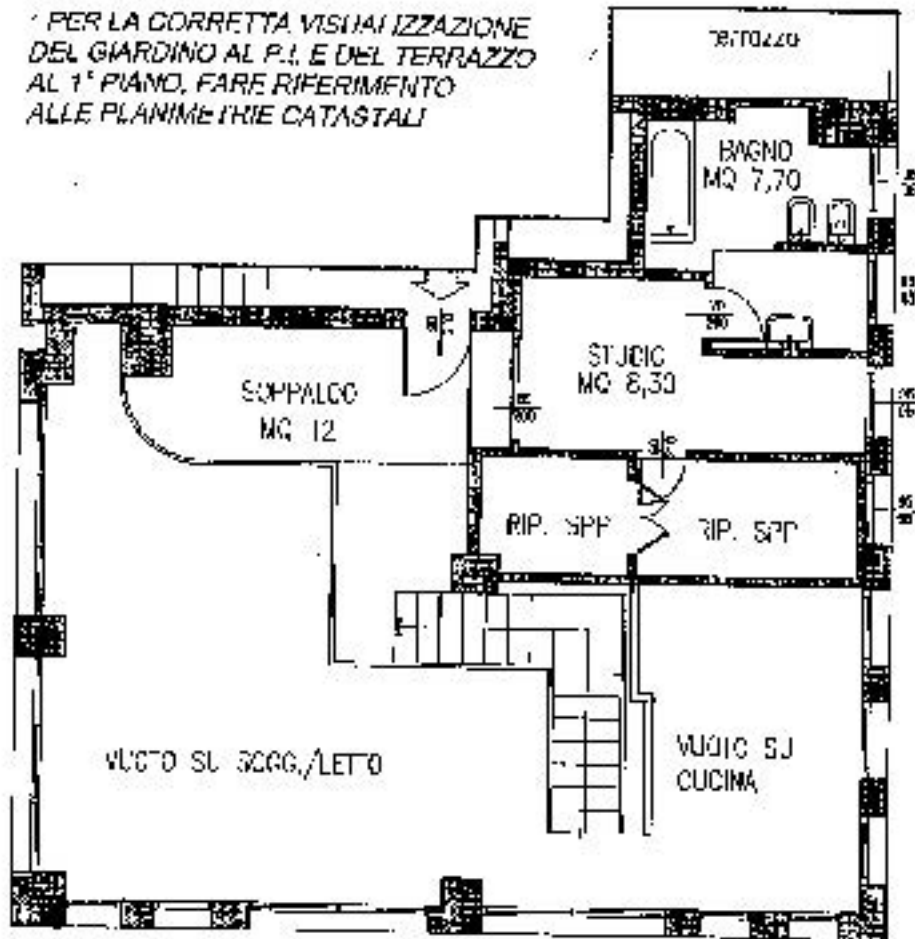 * PER LA CORRETTA VISUALIZZAZIONE
DEL GIARDINO AL P.I. E DEL TERRAZZO
AL 1° PIANO, FARE RIFERIMENTO
ALLE PLANIMETRIE CATASTALI
terrazzo
BAGNO
MQ 7,70
STUDIO
MQ 8,30
SOPPALCO
MQ 12
RIP. SPP
RIP. SPP
VUOTO SU SOGG./LETTO
VUOTO SU
CUCINA